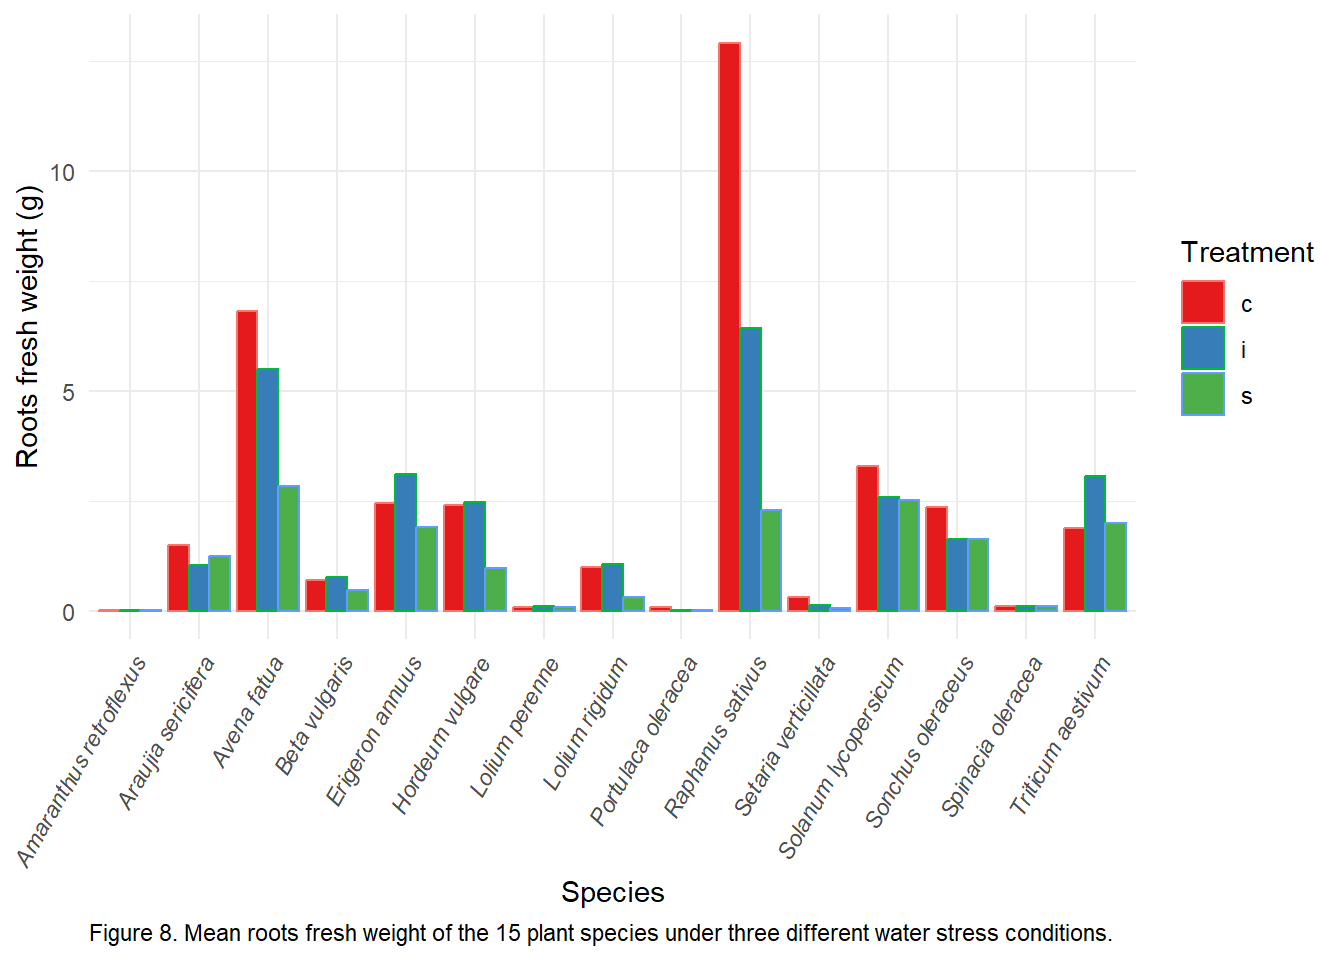 Roots fresh weight (g)
10
5
0
Treatment
c
i
s
Amaranthus retroflexus
Araujia sericifera
Avena fatua
Beta vulgaris
Erigeron annuus
Hordeum vulgare
Lolium perenne
Lolium rigidum
Portulaca oleracea
Raphanus sativus
Setaria verticillata
Solanum lycopersicum
Sonchus oleraceus
Spinacia oleracea
Triticum aestivum
Species
Figure 8. Mean roots fresh weight of the 15 plant species under three different water stress conditions.